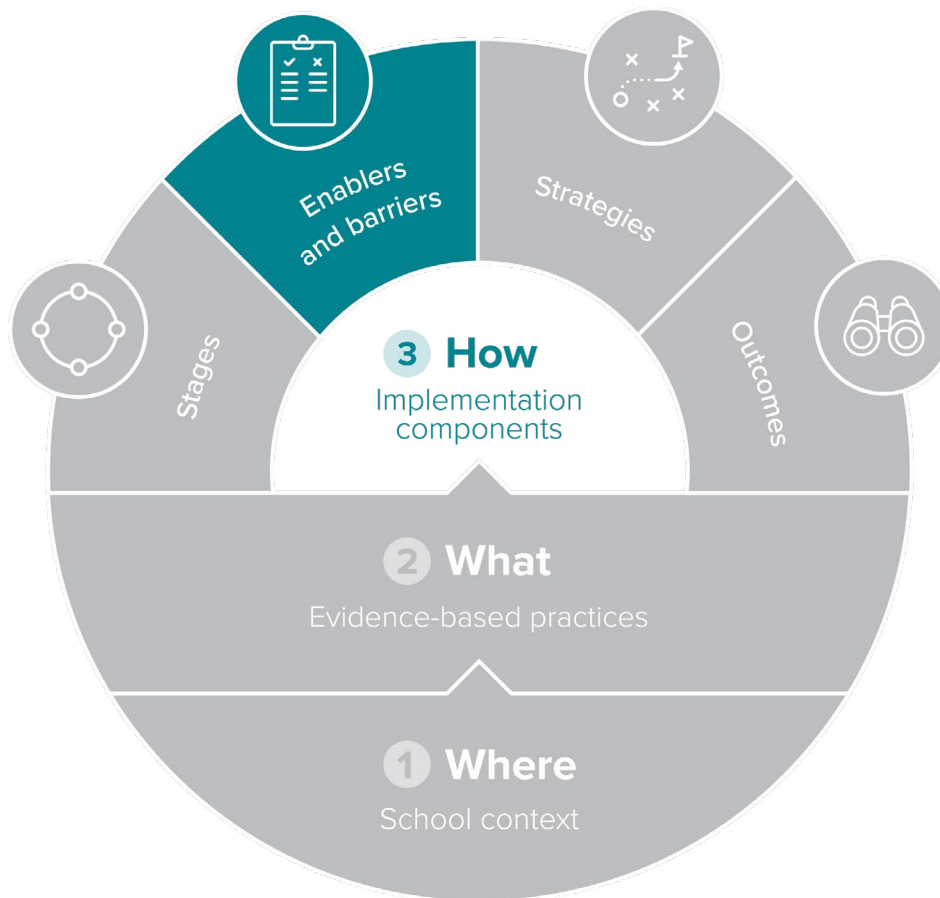 Enablers
and barriers
Strategies
Stages
Outcomes
3 How
Implementation
components
2 What
Evidence-based practices
1 Where
School context